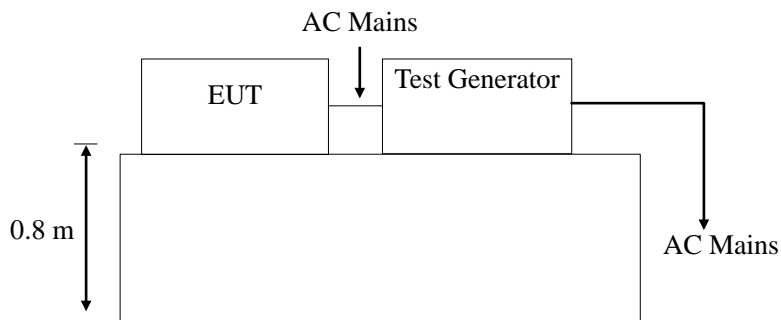 AC Mains
EUT
Test Generator
0.8 m
AC Mains